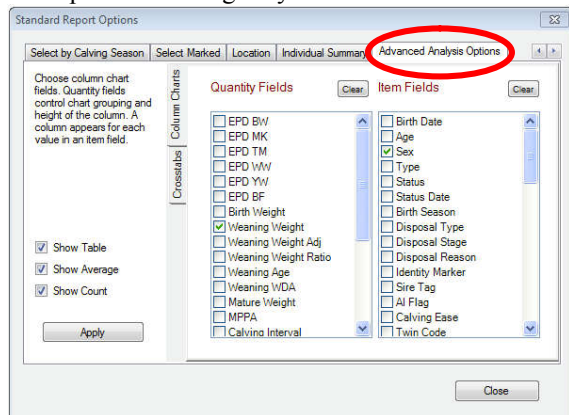 Standard Report Options
Select by Calving Season
Select Marked
Location
Individual Summary
Advanced Analysis Options
Choose column chart
fields. Quantity fields
control chart grouping and
height of the column. A
column appears for each
value in an item field.
Show Table
Show Average
Show Count
Apply
Column Charts
Crosstabs
Quantity Fields
Clear
EPD BW
EPD MK
EPD TM
EPD WW
EPD YW
EPD BF
Birth Weight
Weaning Weight
Weaning Weight Adj
Weaning Weight Ratio
Weaning Age
Weaning WDA
Mature Weight
MPPA
Calving Interval
Item Fields
Clear
Birth Date
Age
Sex
Type
Status
Status Date
Birth Season
Disposal Type
Disposal Stage
Disposal Reason
Identity Marker
Sire Tag
AI Flag
Calving Ease
Twin Code
Close